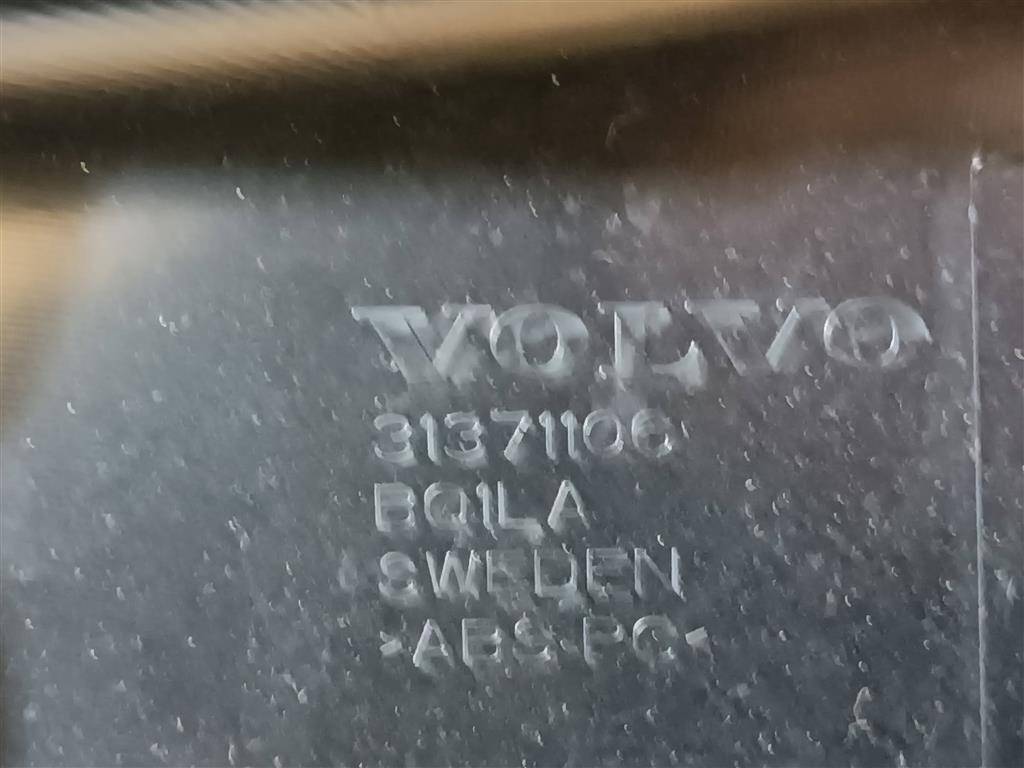 VOLVO
31371106
BQ1LA
SWEDEN
>ABS PC<